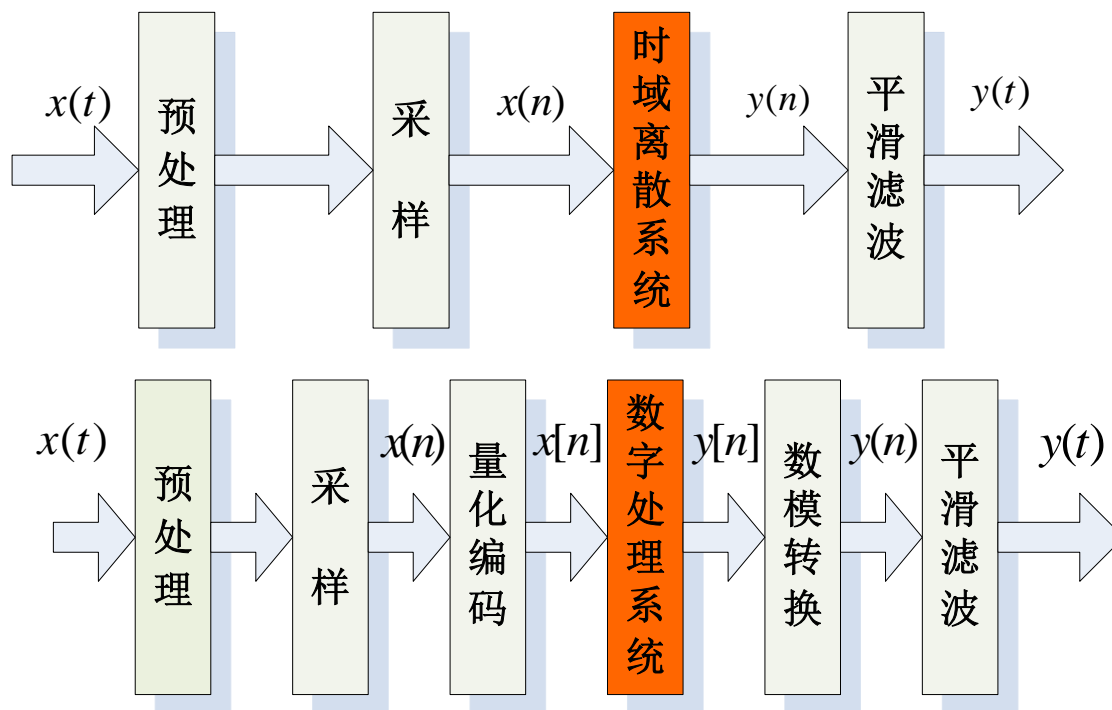 x(t)
预处理
采样
x(n)
时域离散系统
y(n)
平滑滤波
y(t)
x(t)
预处理
采样
x(n)
量化编码
x[n]
数字处理系统
y[n]
数模转换
y(n)
平滑滤波
y(t)